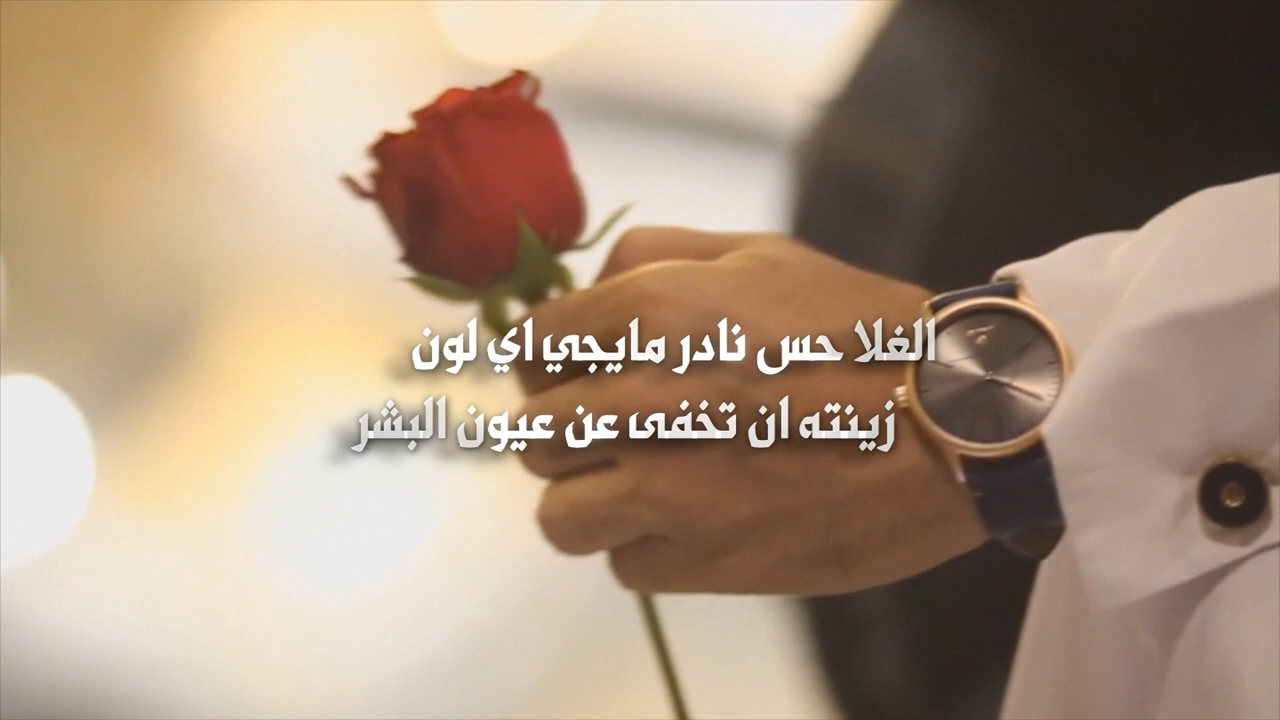 الغلا حس نادر مايجي اي لون
زينته ان تخفى عن عيون البشر